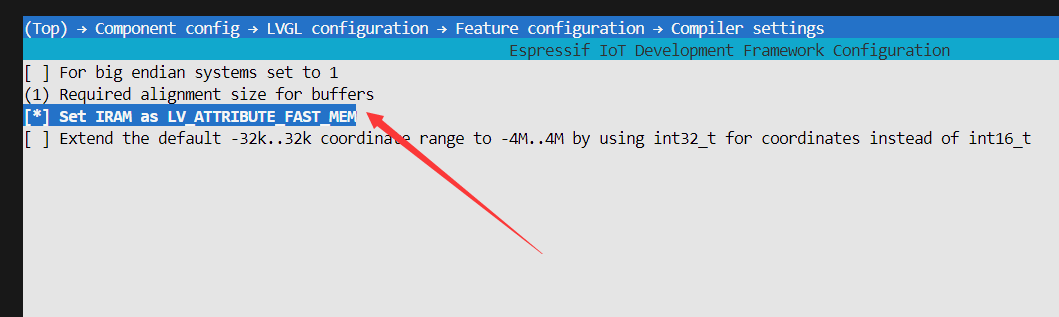 (Top) → Component config → LVGL configuration → Feature configuration → Compiler settings
Espressif IoT Development Framework Configuration
[ ] For big endian systems set to 1
(1) Required alignment size for buffers
[*] Set IRAM as LV_ATTRIBUTE_FAST_MEM
[ ] Extend the default -32k..32k coordinate range to -4M..4M by using int32_t for coordinates instead of int16_t